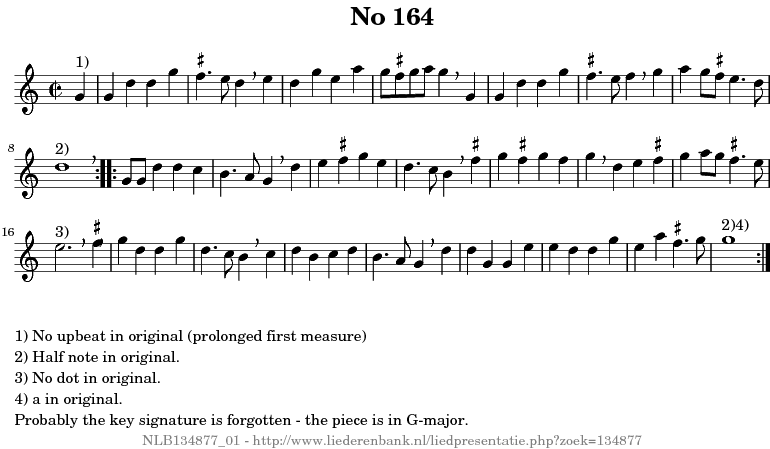 No 164
1)
8
2)
16
3)
2)4)
1) No upbeat in original (prolonged first measure)
2) Half note in original.
3) No dot in original.
4) a in original.
Probably the key signature is forgotten - the piece is in G-major.
NLB134877_01 - http://www.liederenbank.nl/liedpresentatie.php?zoek=134877